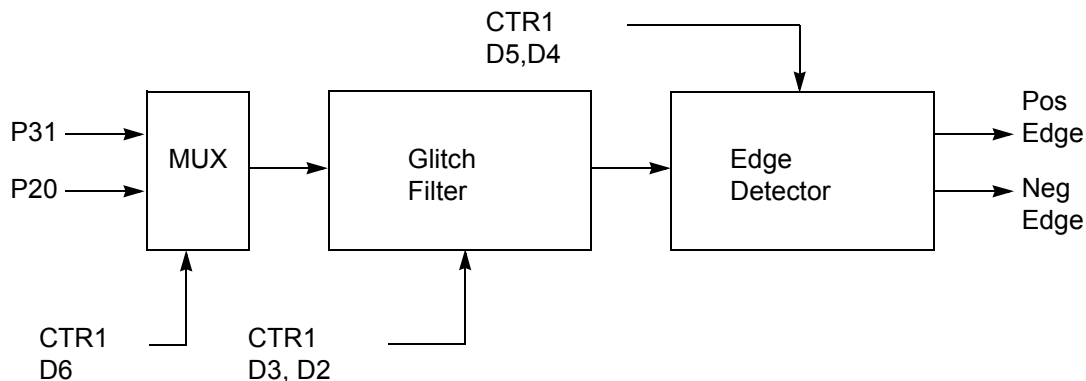 CTR1
D5,D4
P31
P20
MUX
Glitch
Filter
Edge
Detector
Pos
Edge
Neg
Edge
CTR1
D6
CTR1
D3, D2